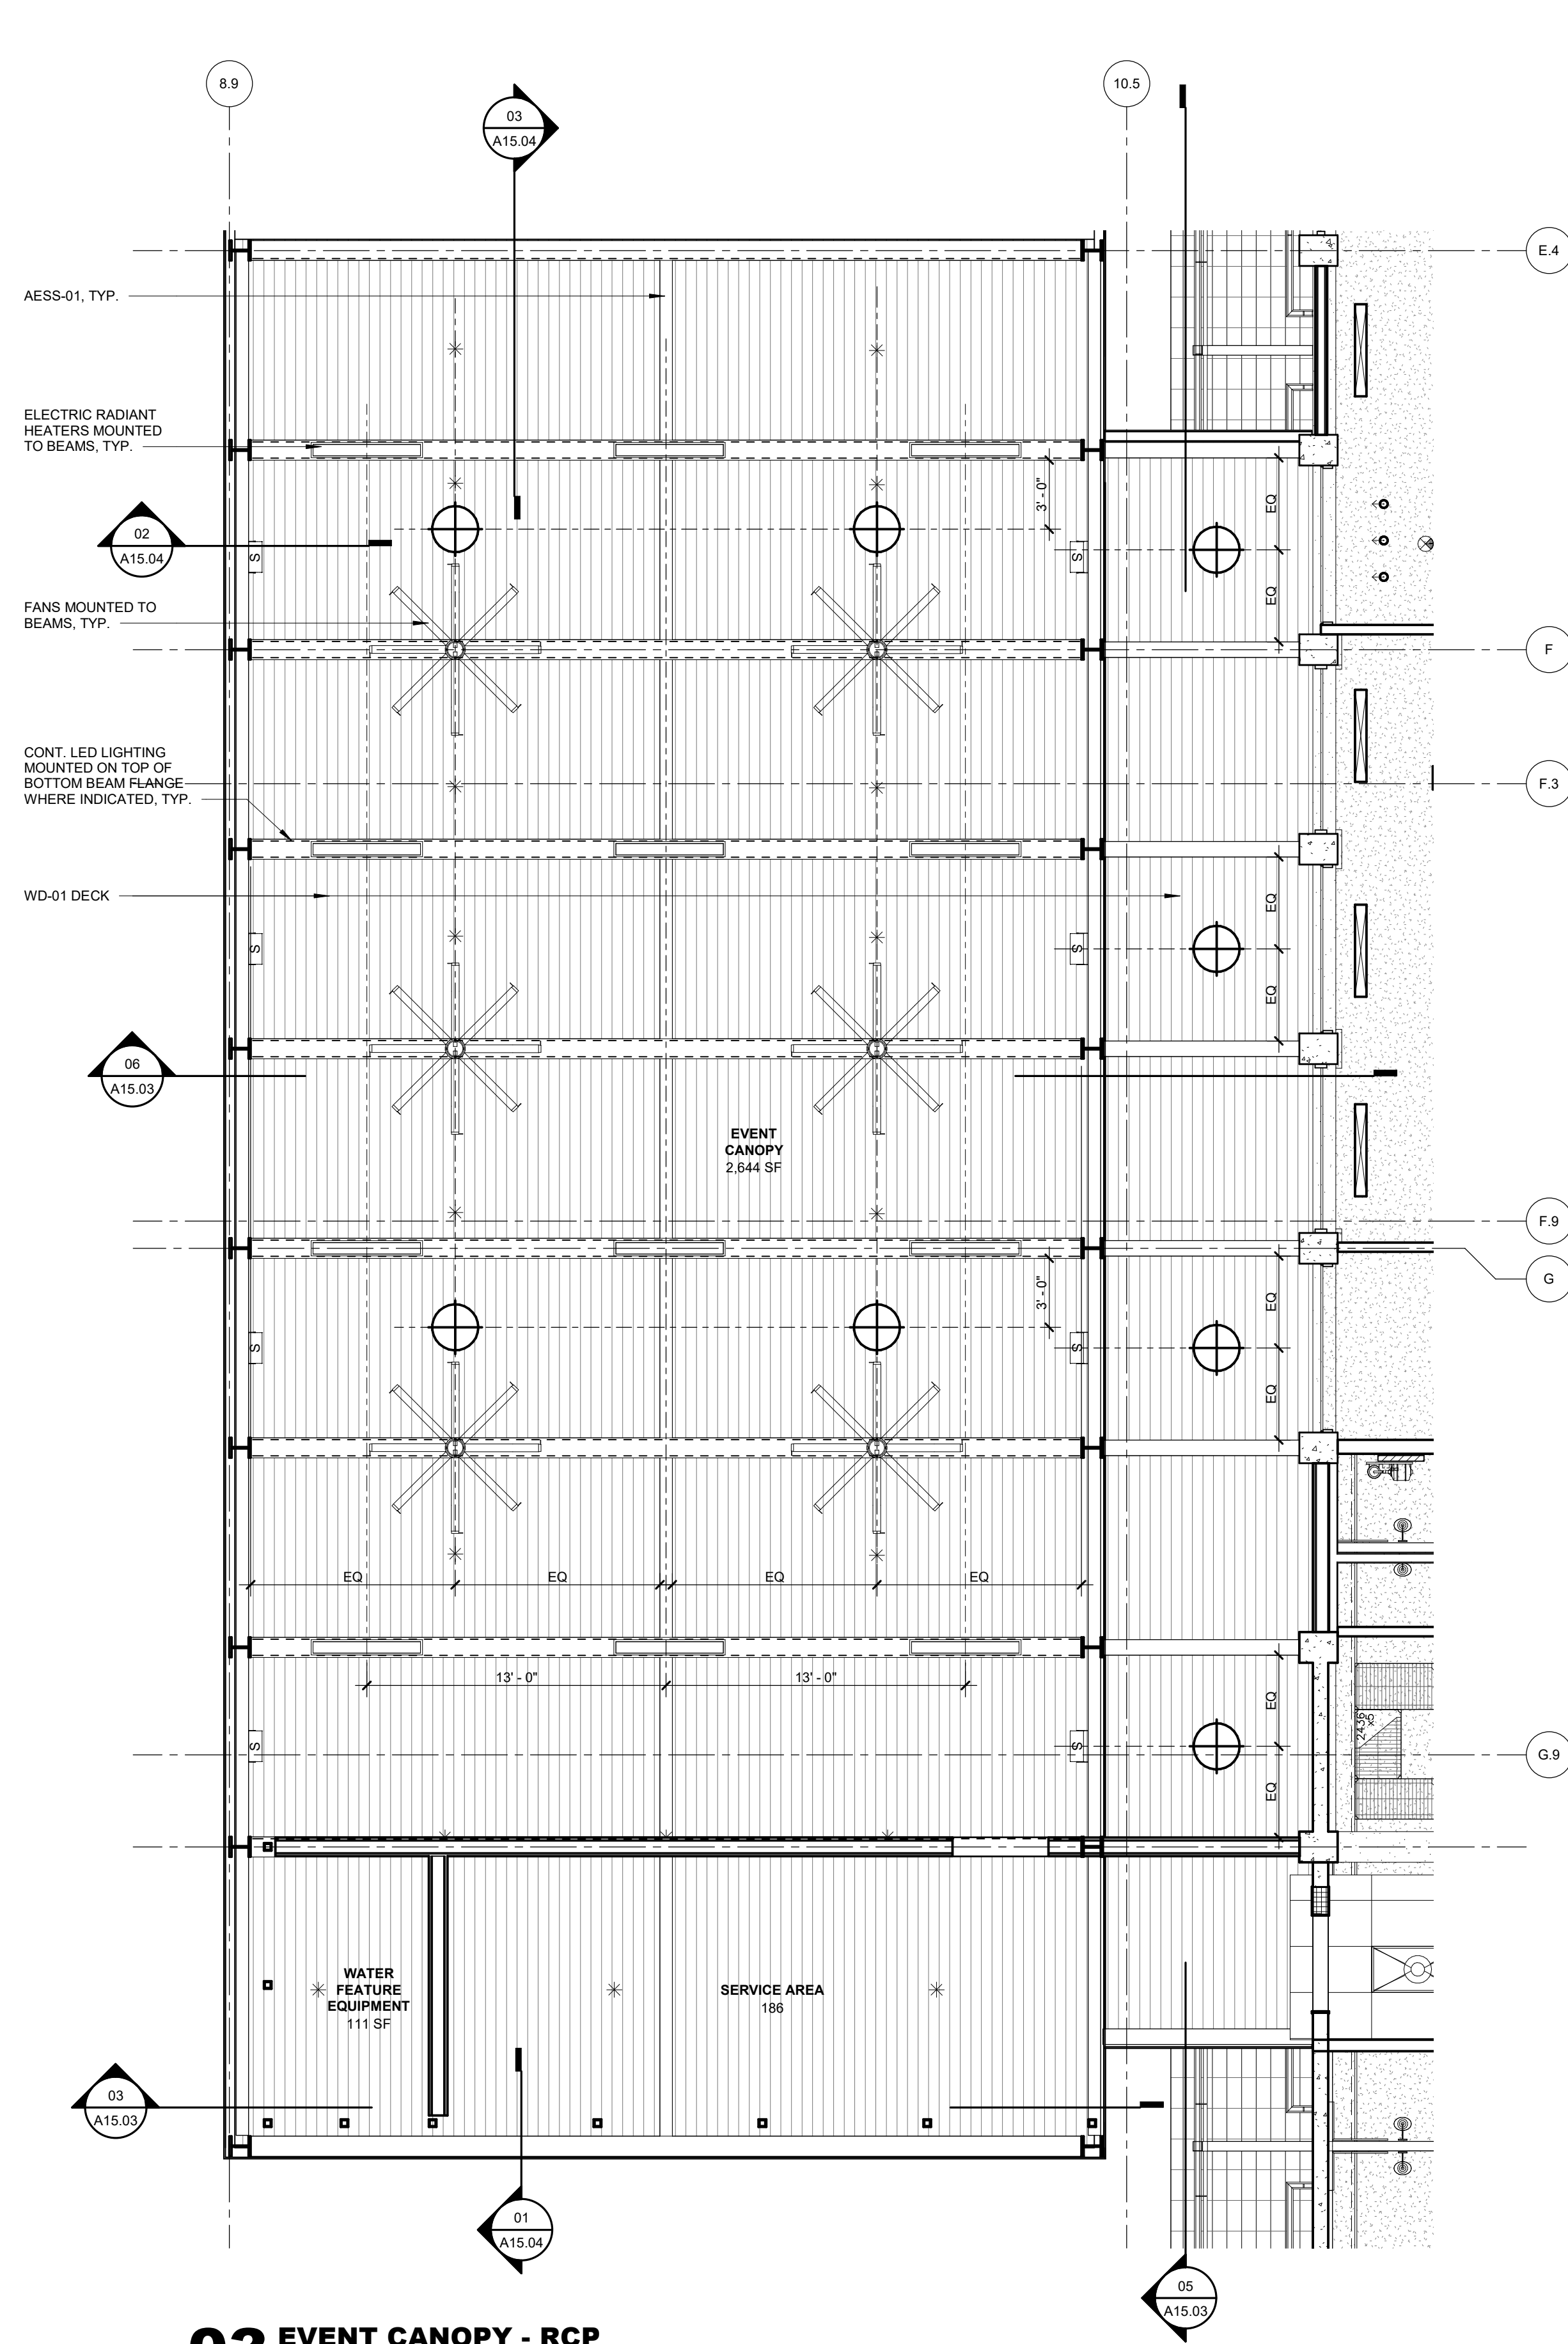 8.9
10.5
03
A15.04
E.4
AESS-01, TYP.
ELECTRIC RADIANT
HEATERS MOUNTED
TO BEAMS, TYP.
3' - 0"
EQ
02
A15.04
S
S
EQ
FANS MOUNTED TO
BEAMS, TYP.
F
CONT. LED LIGHTING
MOUNTED ON TOP OF
BOTTOM BEAM FLANGE
WHERE INDICATED, TYP.
F.3
WD-01 DECK
EQ
S
S
EQ
06
A15.03
EVENT
CANOPY
2,644 SF
F.9
G
3' - 0"
EQ
S
S
EQ
EQ
EQ
EQ
EQ
13' - 0"
13' - 0"
EQ
2436
x5
S
S
G.9
EQ
WATER
FEATURE
EQUIPMENT
111 SF
SERVICE AREA
186
03
A15.03
01
A15.04
05
A15.03
EVENT CANOPY - RCP